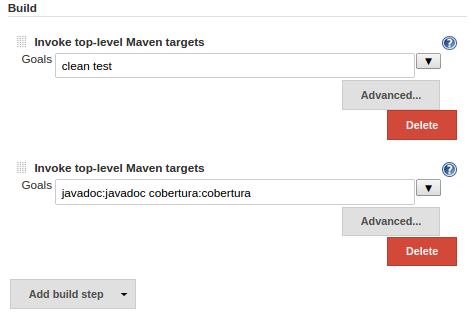 Build
Invoke top-level Maven targets
Goals clean test
Advanced...
Delete
Invoke top-level Maven targets
Goals javadoc:javadoc cobertura:cobertura
Advanced...
Delete
Add build step